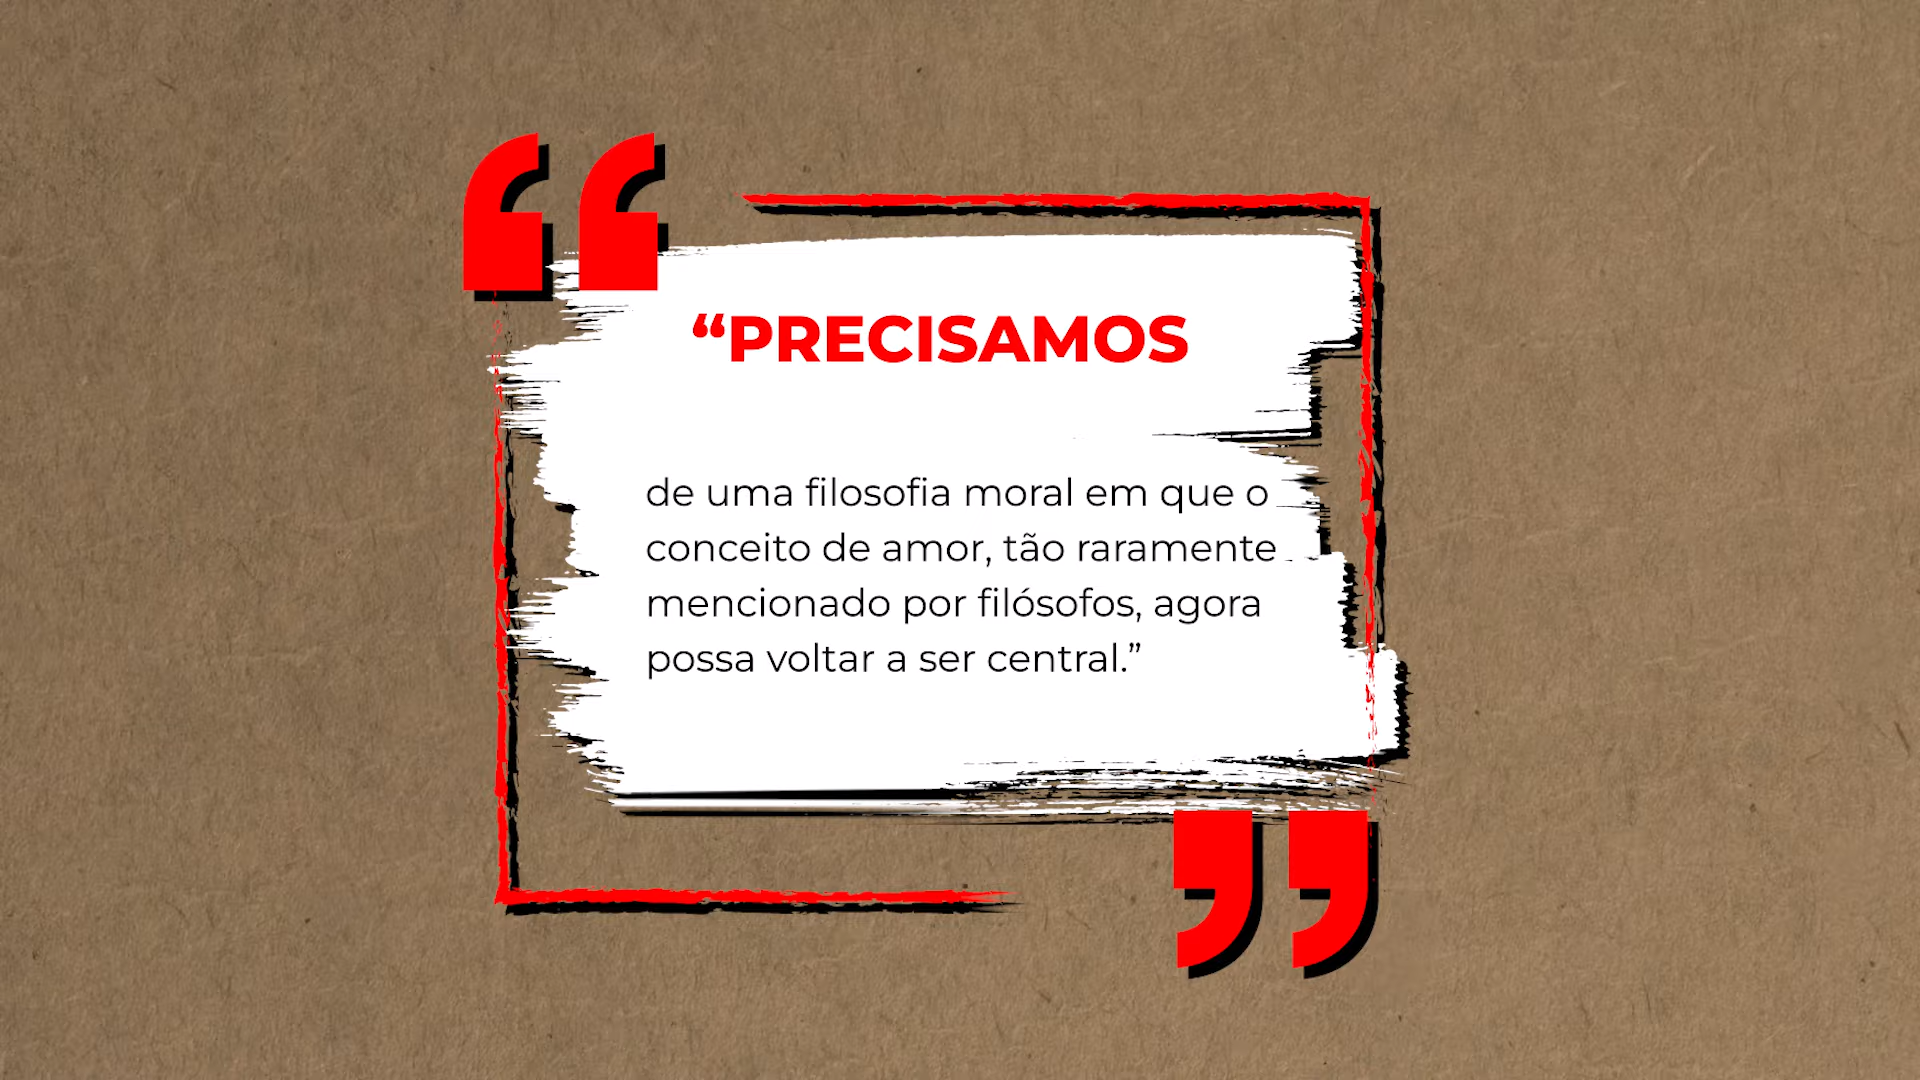 “PRECISAMOS
de uma filosofia moral em que o
conceito de amor, tão raramente
mencionado por filósofos, agora
possa voltar a ser central.”